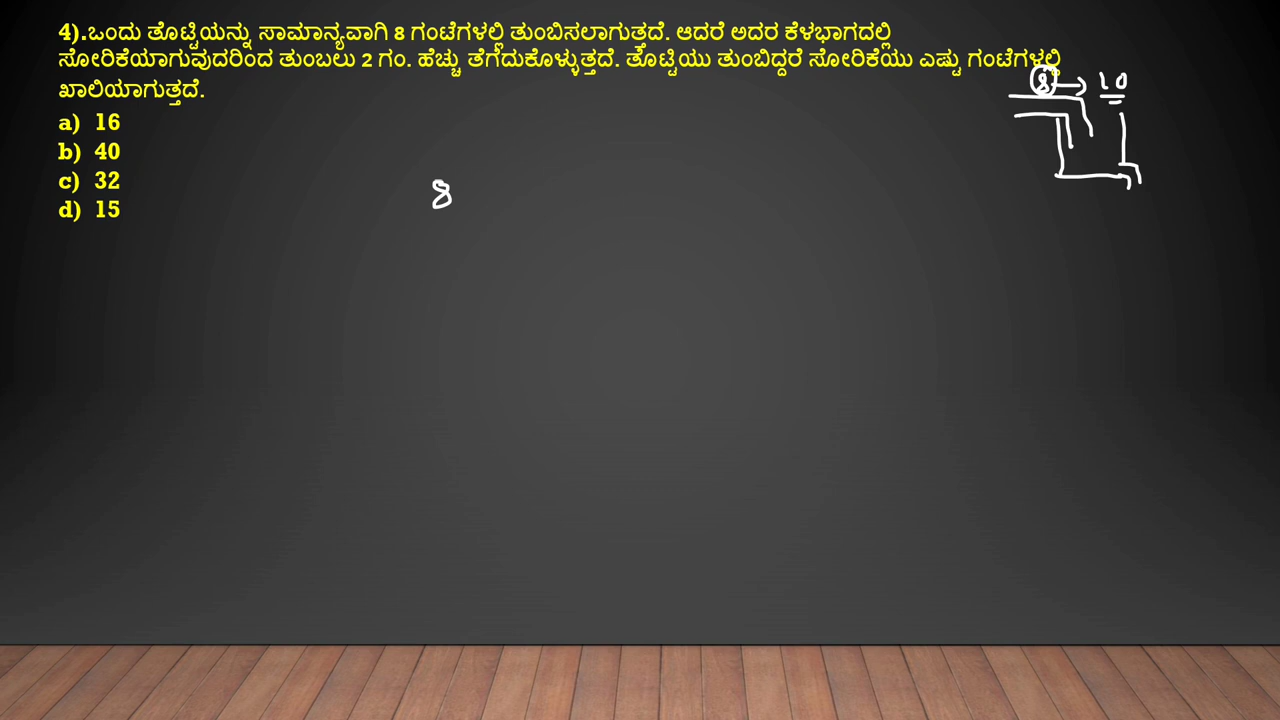 4).ಒಂದು ತೊಟ್ಟಿಯನ್ನು ಸಾಮಾನ್ಯವಾಗಿ 8 ಗಂಟೆಗಳಲ್ಲಿ ತುಂಬಿಸಲಾಗುತ್ತದೆ. ಆದರೆ ಅದರ ಕೆಳಭಾಗದಲ್ಲಿ
ಸೋರಿಕೆಯಾಗುವುದರಿಂದ ತುಂಬಲು 2 ಗಂ. ಹೆಚ್ಚು ತೆಗೆದುಕೊಳ್ಳುತ್ತದೆ. ತೊಟ್ಟಿಯು ತುಂಬಿದ್ದರೆ ಸೋರಿಕೆಯು ಎಷ್ಟು ಗಂಟೆಗಳಲ್ಲಿ
ಖಾಲಿಯಾಗುತ್ತದೆ.
8 → 10
a) 16
b) 40
c) 32
d) 15
8